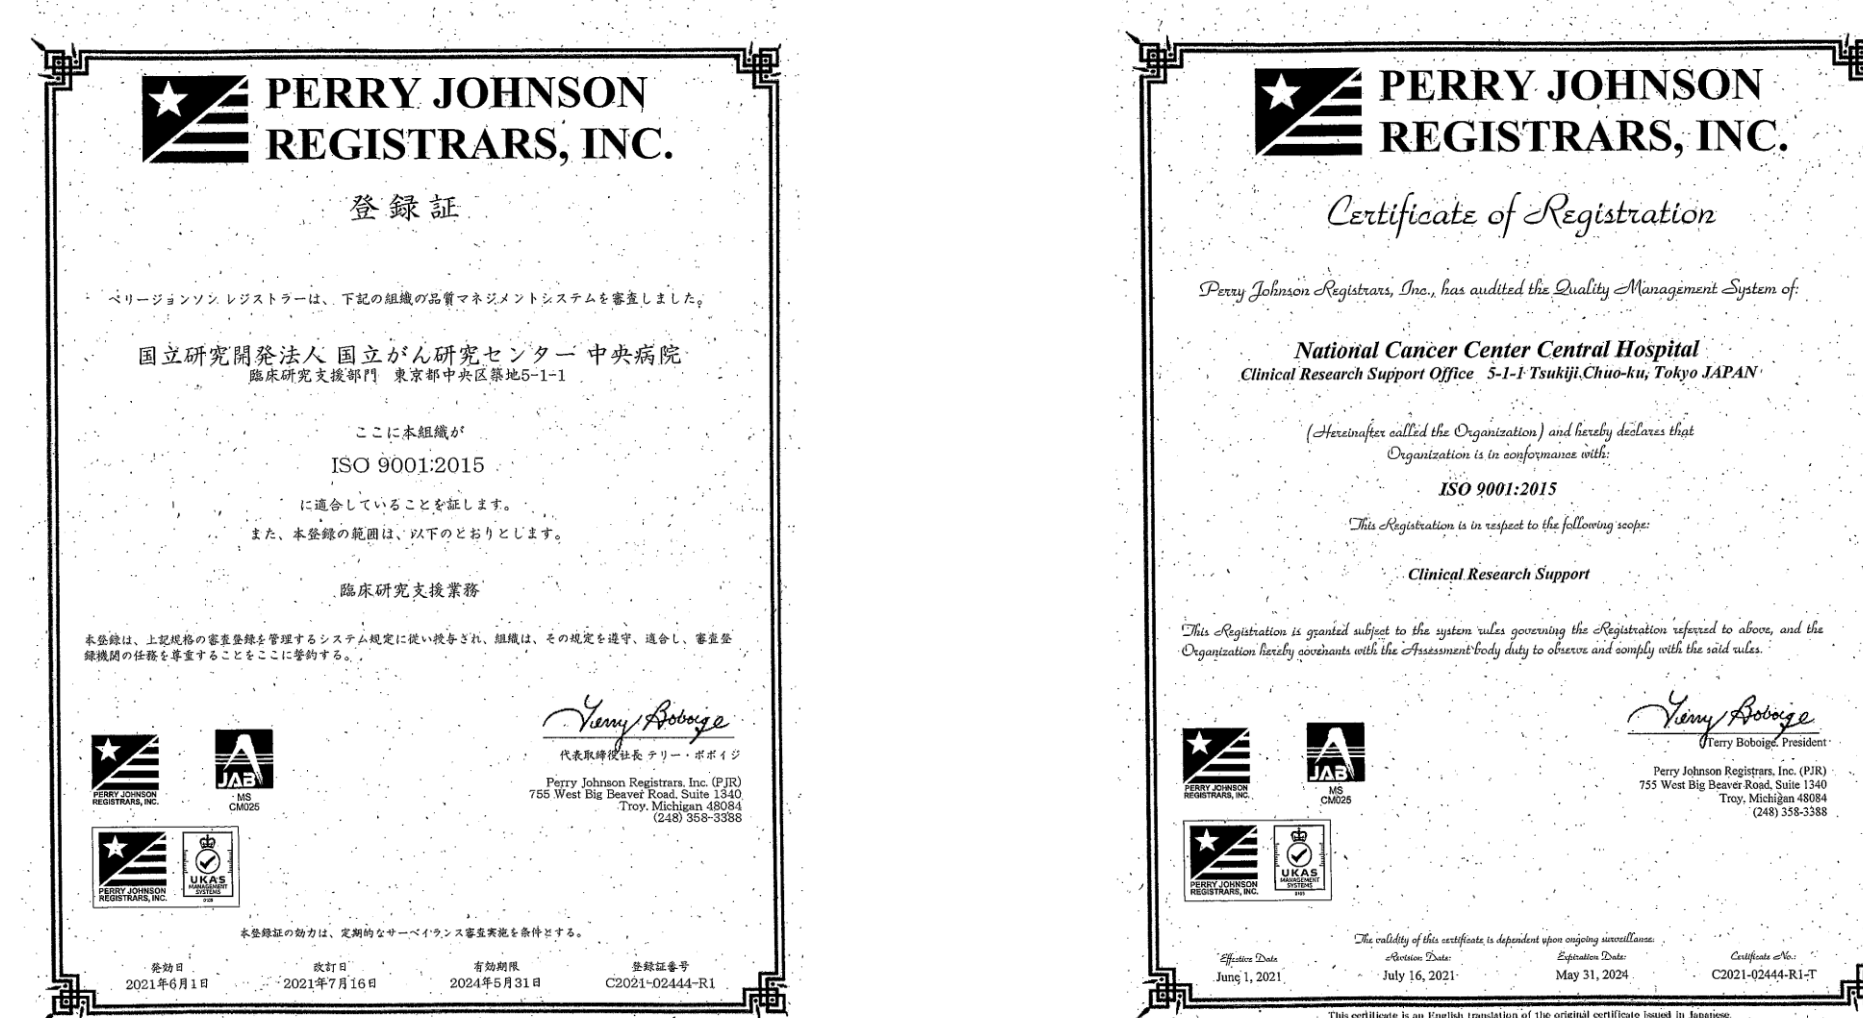 PERRY JOHNSON
REGISTRARS, INC.
登録証
ペリージョンソン レジストラーは、下記の組織の品質マネジメントシステムを審査しました。
国立研究開発法人 国立がん研究センター 中央病院
臨床研究支援部門 東京都中央区築地5-1-1
ここに本組織が
ISO 9001:2015
に適合していることを証します。
また、本登録の範囲は、以下のとおりとします。
臨床研究支援業務
本登録は、上記規格の審査登録を管理するシステム規定に従い授与され、組織は、その規定を遵守、適合し、審査登
録機関の任務を尊重することをここに誓約する。
Terry Boboige
代表取締役社長 テリー・ボボイジ
Perry Johnson Registrars, Inc. (PJR)
755 West Big Beaver Road, Suite 1340
Troy, Michigan 48084
(248) 358-3388
PERRY JOHNSON
REGISTRARS, INC.
JAB
MS
CM025
PERRY JOHNSON
REGISTRARS, INC.
UKAS
MANAGEMENT
SYSTEMS
本登録証の効力は、定期的なサーベイランス審査実施を条件とする。
発効日 改訂日 有効期限 登録証番号
2021年6月1日 2021年7月16日 2024年5月31日 C2021-02444-R1
PERRY JOHNSON
REGISTRARS, INC.
Certificate of Registration
Perry Johnson Registrars, Inc., has audited the Quality Management System of:
National Cancer Center Central Hospital
Clinical Research Support Office 5-1-1 Tsukiji Chuo-ku, Tokyo JAPAN
(Hereinafter called the Organization) and hereby declares that
Organization is in conformance with:
ISO 9001:2015
This Registration is in respect to the following scope:
Clinical Research Support
This Registration is granted subject to the system rules governing the Registration referred to above, and the
Organization hereby covenants with the Assessment body duty to observe and comply with the said rules.
Terry Boboige
Terry Boboige, President
Perry Johnson Registrars, Inc. (PJR)
755 West Big Beaver Road, Suite 1340
Troy, Michigan 48084
(248) 358-3388
PERRY JOHNSON
REGISTRARS, INC.
JAB
MS
CM025
PERRY JOHNSON
REGISTRARS, INC.
UKAS
MANAGEMENT
SYSTEMS
The validity of this certificate is dependent upon ongoing surveillance.
Effective Date: Revision Date: Expiration Date: Certificate No.:
June 1, 2021 July 16, 2021 May 31, 2024 C2021-02444-R1-T
This certificate is an English translation of the original certificate issued in Japanese.